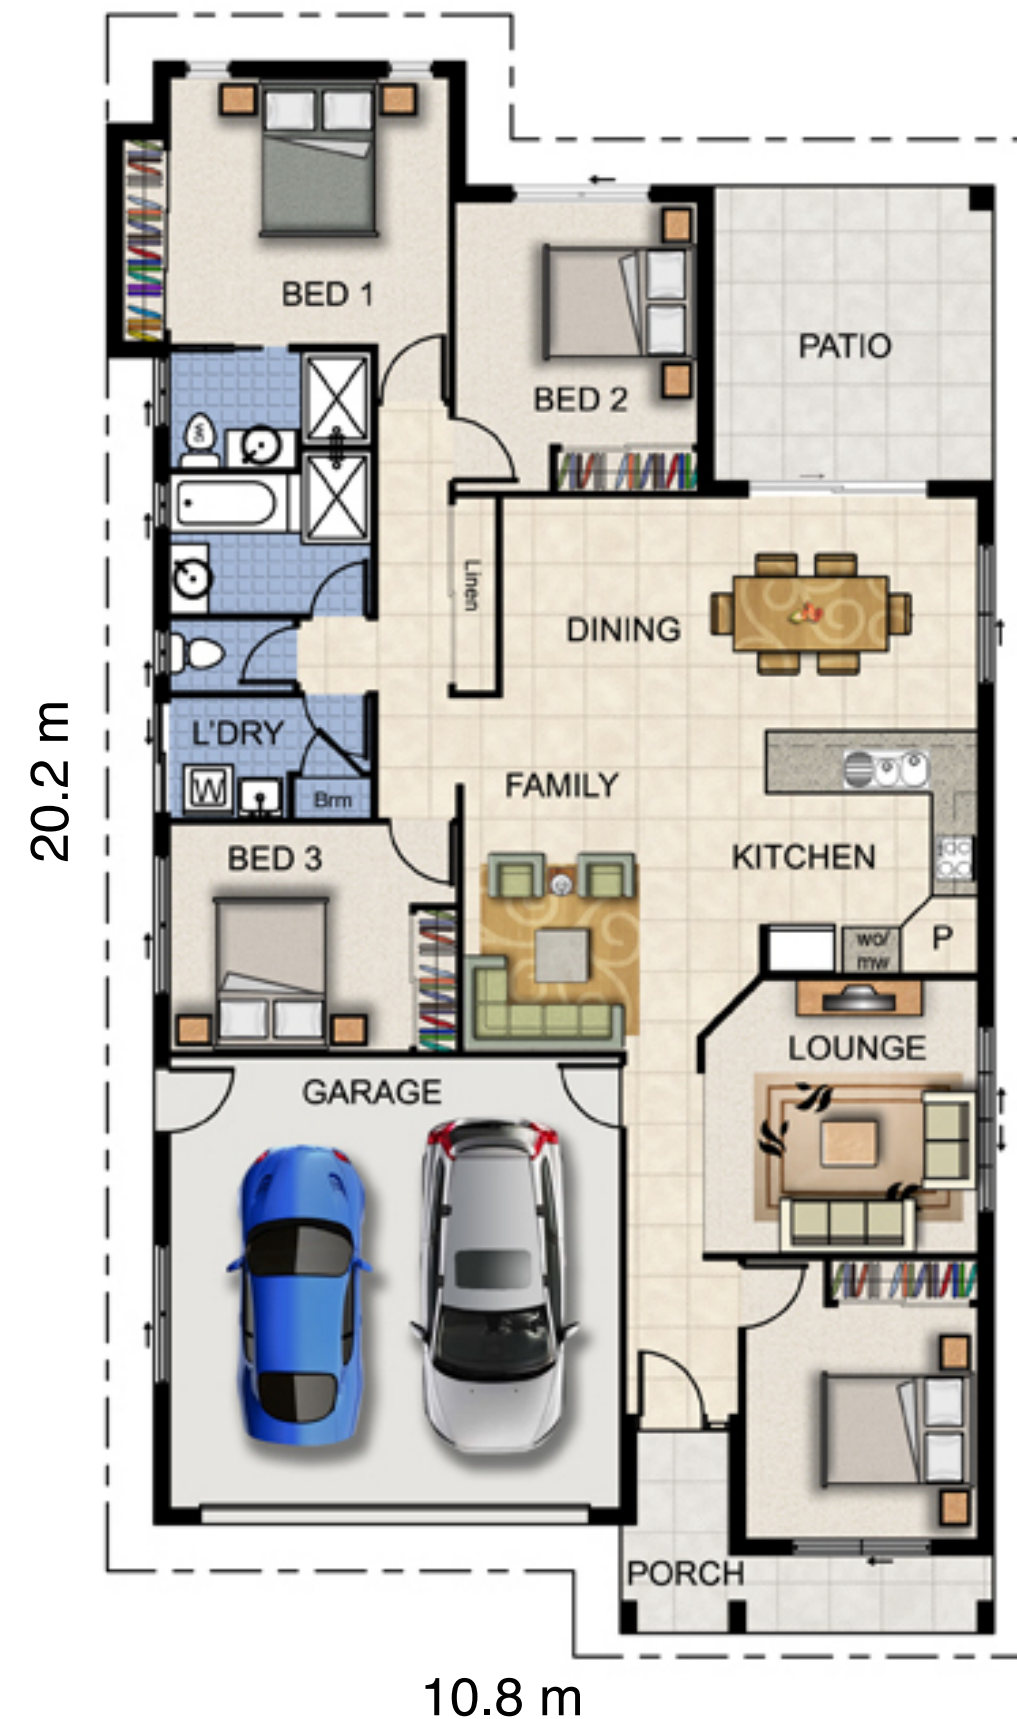 BED 1
PATIO
BED 2
WC
Linen
DINING
L'DRY
FAMILY
W
Brm
KITCHEN
BED 3
P
wo/
mw
LOUNGE
GARAGE
PORCH
20.2 m
10.8 m